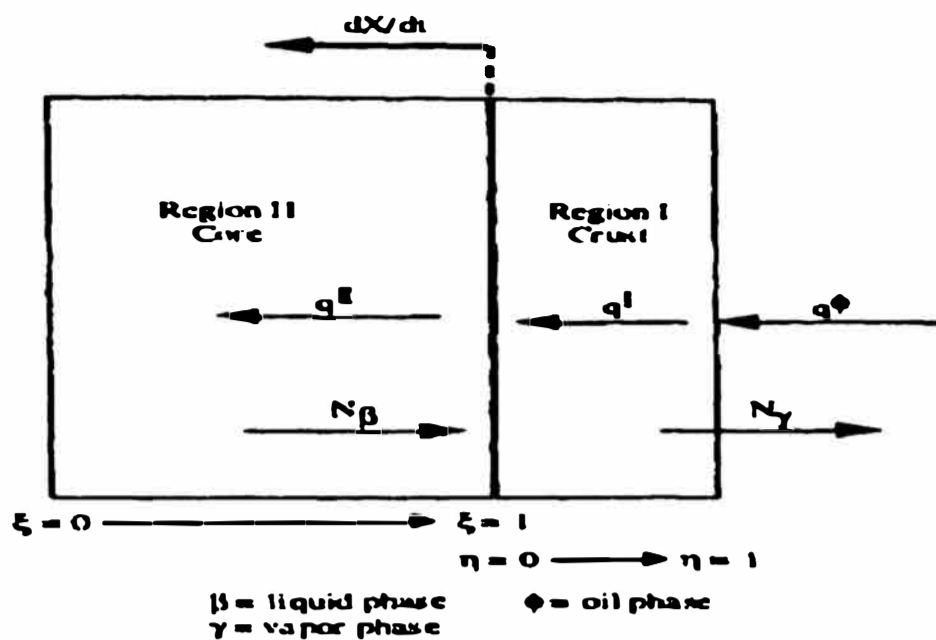 dX/dt
Region II
Core
Region I
Crust
q^II
q^I
q^Φ
N_β
N_γ
ξ = 0
ξ = 1
η = 0
η = 1
β = liquid phase
Φ = oil phase
γ = vapor phase